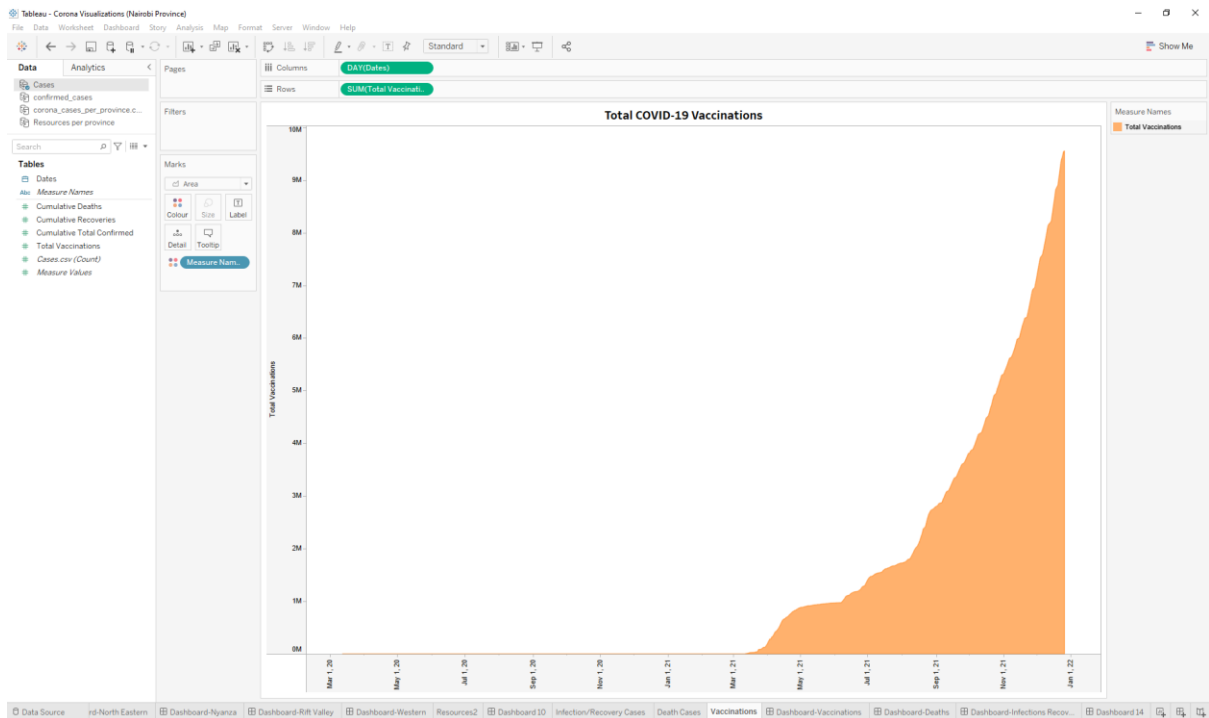 Tableau - Corona Visualizations (Nairobi Province)
File Data Worksheet Dashboard Story Analysis Map Format Server Window Help
Standard
Show Me
Data Analytics
Cases
confirmed_cases
corona_cases_per_province.c...
Resources per province
Search
Tables
Dates
Abc Measure Names
Cumulative Deaths
Cumulative Recoveries
Cumulative Total Confirmed
Total Vaccinations
Cases.csv (Count)
Measure Values
Pages
Filters
Marks
Area
Colour Size Label
Detail Tooltip
Measure Nam..
Columns DAY(Dates)
Rows SUM(Total Vaccinati..
Total COVID-19 Vaccinations
10M
9M
8M
7M
6M
5M
4M
3M
2M
1M
0M
Total Vaccinations
Mar 1, 20 May 1, 20 Jul 1, 20 Sep 1, 20 Nov 1, 20 Jan 1, 21 Mar 1, 21 May 1, 21 Jul 1, 21 Sep 1, 21 Nov 1, 21 Jan 1, 22
Measure Names
Total Vaccinations
Data Source rd-North Eastern Dashboard-Nyanza Dashboard-Rift Valley Dashboard-Western Resources2 Dashboard 10 Infection/Recovery Cases Death Cases Vaccinations Dashboard-Vaccinations Dashboard-Deaths Dashboard-Infections Recov... Dashboard 14